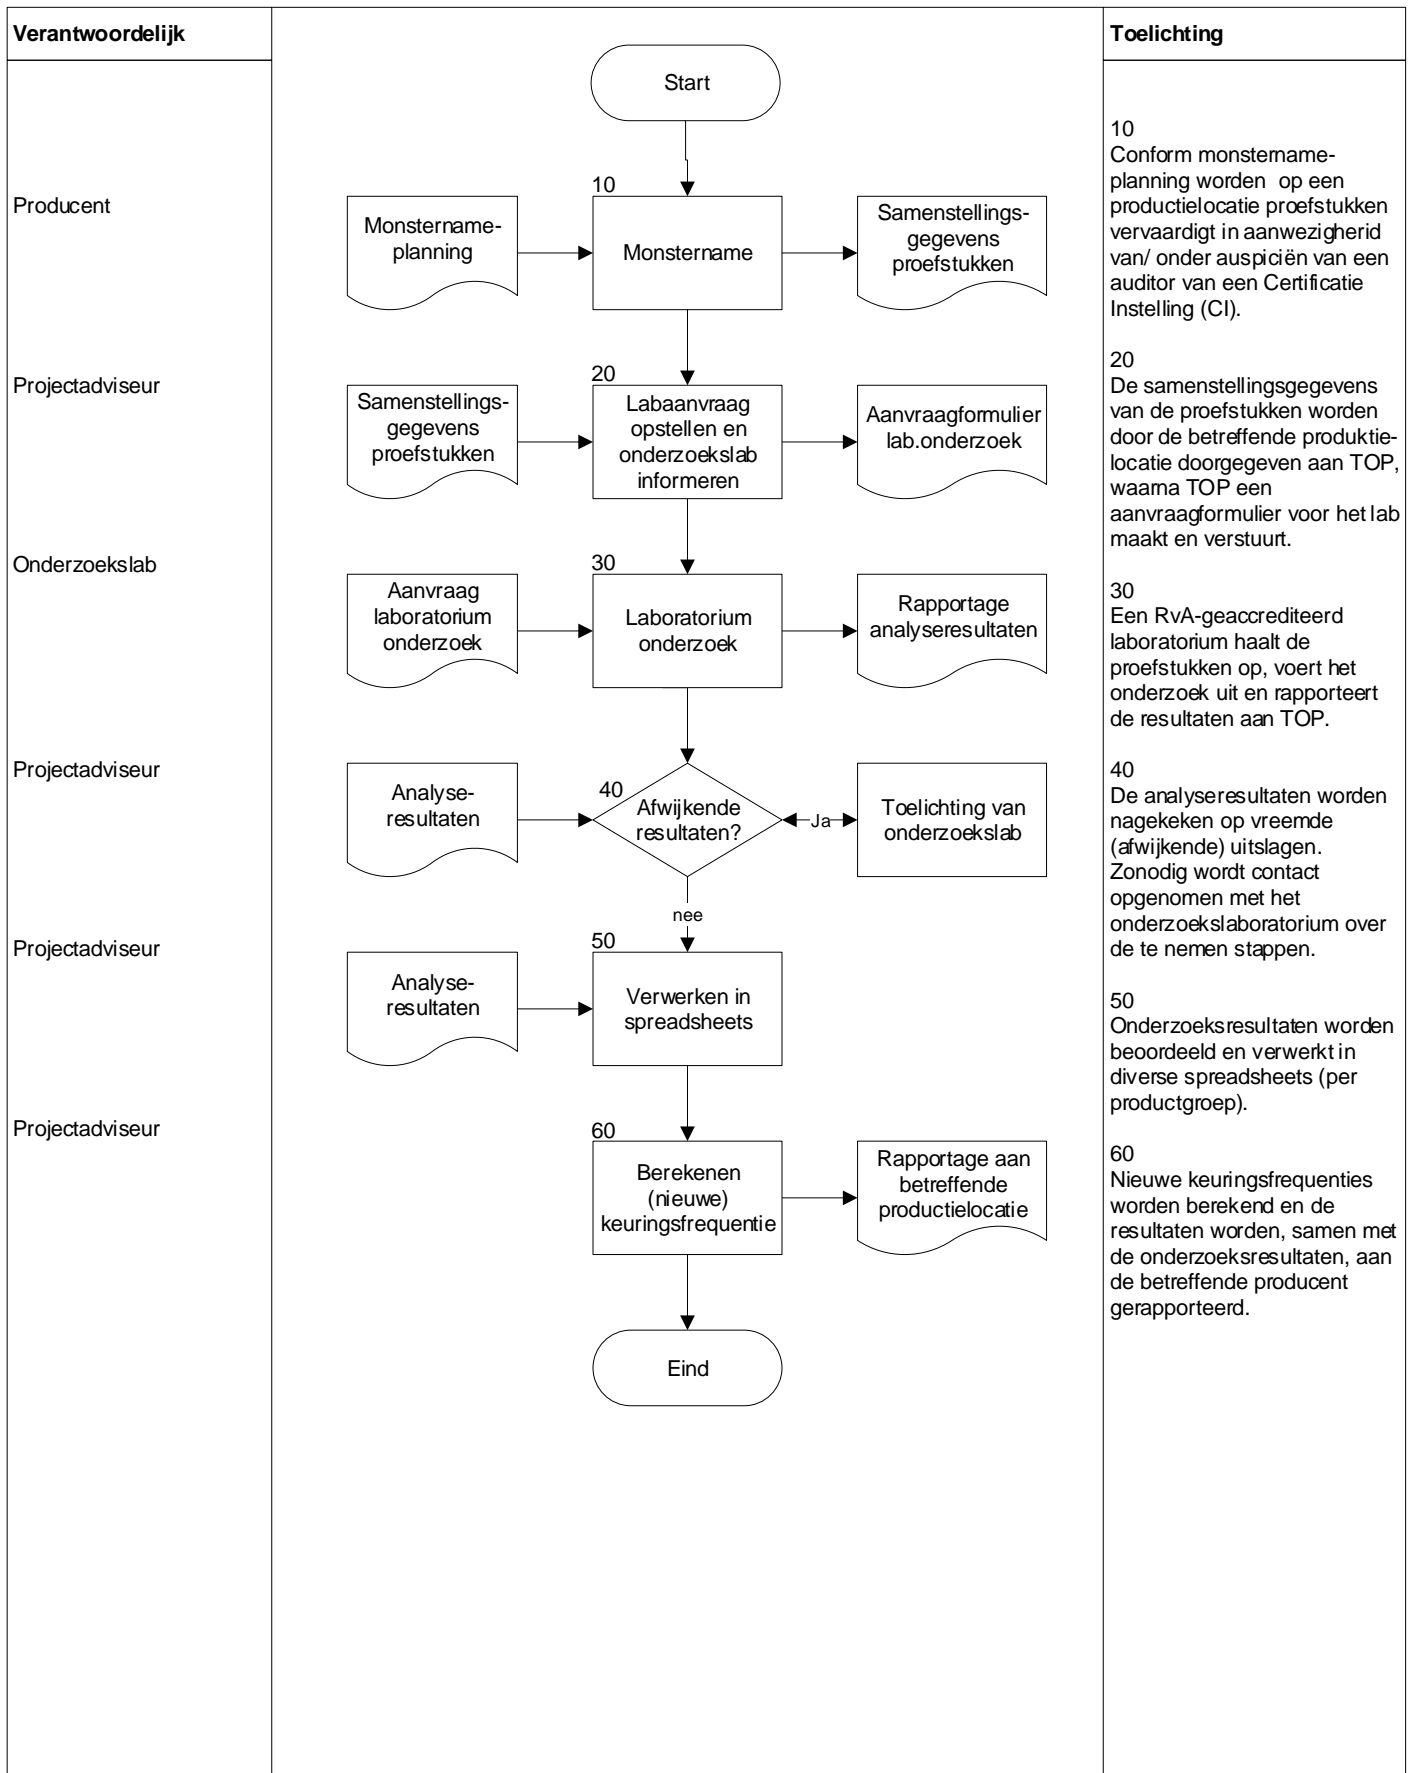 Verantwoordelijk
Toelichting
Start
10
Producent
Monstername-
planning
Monstername
Samenstellings-
gegevens
proefstukken
10
Conform monstername-
planning worden op een
productielocatie proefstukken
vervaardigt in aanwezigherid
van/ onder auspiciën van een
auditor van een Certificatie
Instelling (CI).
20
Projectadviseur
Samenstellings-
gegevens
proefstukken
Labaanvraag
opstellen en
onderzoekslab
informeren
Aanvraagformulier
lab.onderzoek
20
De samenstellingsgegevens
van de proefstukken worden
door de betreffende produktie-
locatie doorgegeven aan TOP,
waarna TOP een
aanvraagformulier voor het lab
maakt en verstuurt.
30
Onderzoekslab
Aanvraag
laboratorium
onderzoek
Laboratorium
onderzoek
Rapportage
analyseresultaten
30
Een RvA-geaccrediteerd
laboratorium haalt de
proefstukken op, voert het
onderzoek uit en rapporteert
de resultaten aan TOP.
40
Projectadviseur
Analyse-
resultaten
Afwijkende
resultaten?
Ja
Toelichting van
onderzoekslab
nee
40
De analyseresultaten worden
nagekeken op vreemde
(afwijkende) uitslagen.
Zonodig wordt contact
opgenomen met het
onderzoekslaboratorium over
de te nemen stappen.
50
Projectadviseur
Analyse-
resultaten
Verwerken in
spreadsheets
50
Onderzoeksresultaten worden
beoordeeld en verwerkt in
diverse spreadsheets (per
productgroep).
60
Projectadviseur
Berekenen
(nieuwe)
keuringsfrequentie
Rapportage aan
betreffende
productielocatie
60
Nieuwe keuringsfrequenties
worden berekend en de
resultaten worden, samen met
de onderzoeksresultaten, aan
de betreffende producent
gerapporteerd.
Eind